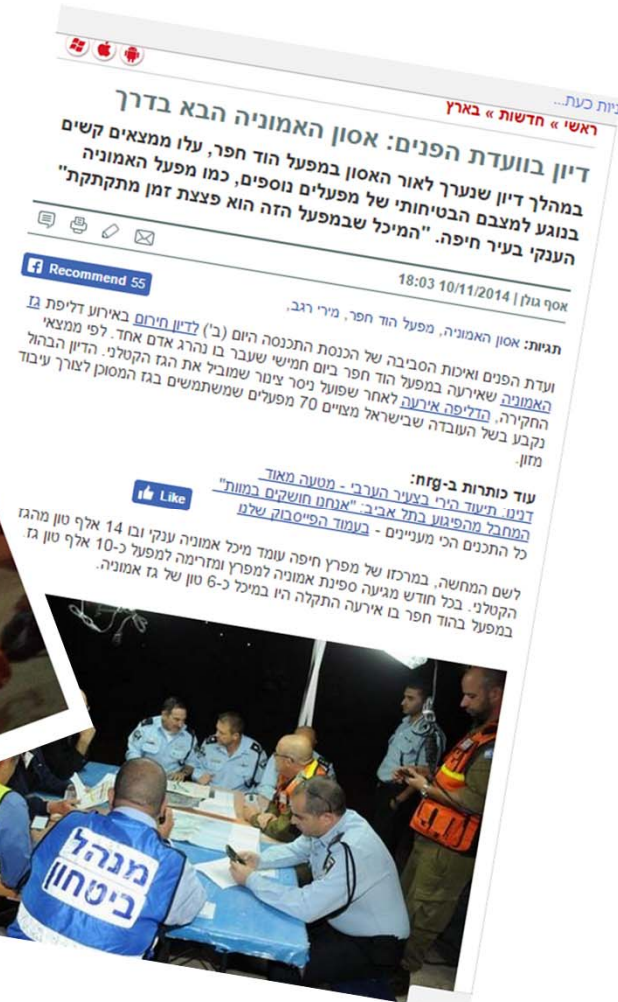 ניות כעת...
ראשי » חדשות » בארץ
דיון בוועדת הפנים: אסון האמוניה הבא בדרך
במהלך דיון שנערך לאור האסון במפעל הוד חפר, עלו ממצאים קשים
בנוגע למצבם הבטיחותי של מפעלים נוספים, כמו מפעל האמוניה
הענקי בעיר חיפה. "המיכל שבמפעל הזה הוא פצצת זמן מתקתקת"
אסף גולן | 10/11/2014 18:03
Recommend 55
תגיות: אסון האמוניה, מפעל הוד חפר, מירי רגב,
ועדת הפנים ואיכות הסביבה של הכנסת התכנסה היום (ב') לדיון חירום באירוע דליפת גז
האמוניה שאירעה במפעל הוד חפר ביום חמישי שעבר בו נהרג אדם אחד. לפי ממצאי
החקירה, הדליפה אירעה לאחר שפועל ניסר צינור שמוביל את הגז הקטלני. הדיון הבהול
נקבע בשל העובדה שבישראל מצויים 70 מפעלים שמשתמשים בגז המסוכן לצורך עיבוד
מזון.
עוד כותרות ב-nrg:
דנינו: תיעוד הירי בצעיר הערבי - מטעה מאוד
המחבל מהפיגוע בתל אביב: "אנחנו חושקים במוות"
כל התכנים הכי מעניינים - בעמוד הפייסבוק שלנו
Like
לשם המחשה, במרכזו של מפרץ חיפה עומד מיכל אמוניה ענקי ובו 14 אלף טון מהגז
הקטלני. בכל חודש מגיעה ספינת אמוניה למפרץ ומזרימה למפעל כ-10 אלף טון גז.
במפעל בהוד חפר בו אירעה התקלה היו במיכל כ-6 טון של גז אמוניה.
מנהל
ביטחון